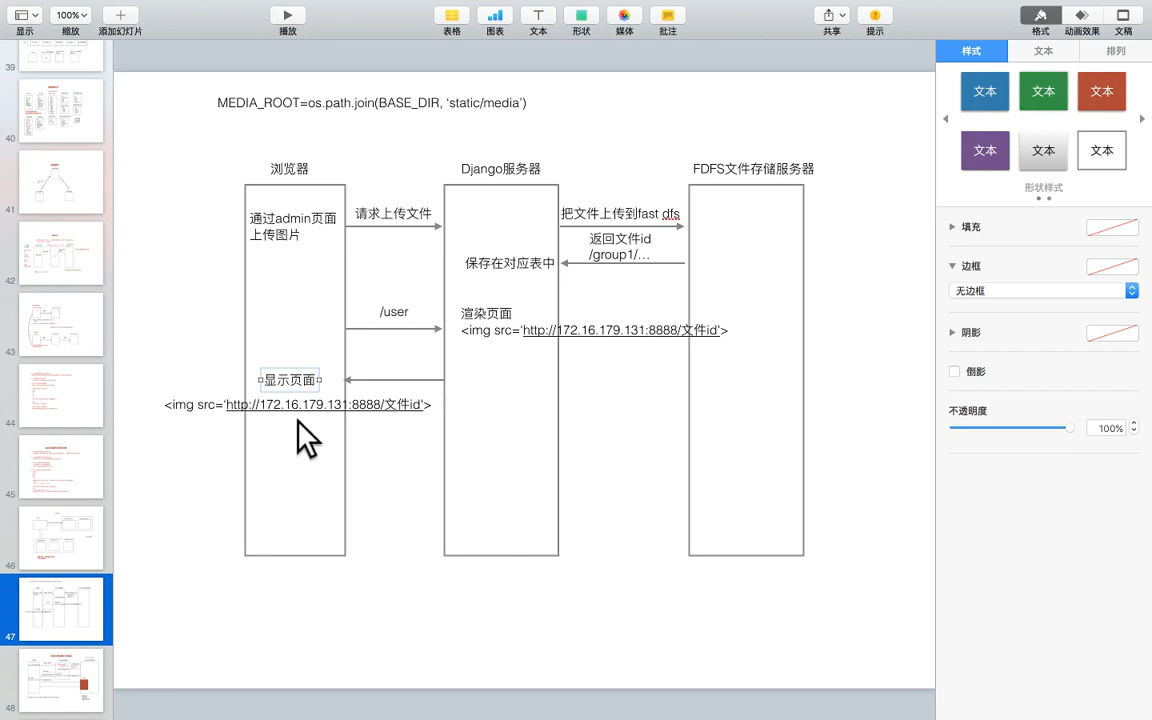 100%
显示
缩放
添加幻灯片
播放
表格
图表
文本
形状
媒体
批注
共享
提示
格式
动画效果
文稿
39
40
41
42
43
44
45
46
47
48
MEDIA_ROOT=os.path.join(BASE_DIR, ‘static/media’)
浏览器
Django服务器
FDFS文件存储服务器
通过admin页面
上传图片
请求上传文件
把文件上传到fast dfs
返回文件id
/group1/…
保存在对应表中
/user
渲染页面
<img src=‘http://172.16.179.131:8888/文件id’>
显示页面
<img src=‘http://172.16.179.131:8888/文件id’>
样式
文本
排列
文本
文本
文本
文本
文本
文本
形状样式
填充
边框
无边框
阴影
倒影
不透明度
100%